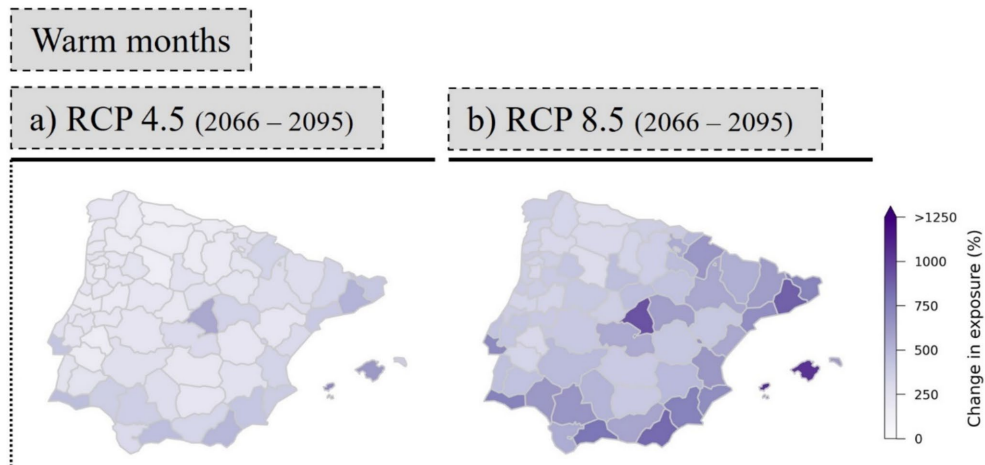 Warm months
a) RCP 4.5 (2066 – 2095)
b) RCP 8.5 (2066 – 2095)
>1250
1000
750
500
250
0
Change in exposure (%)